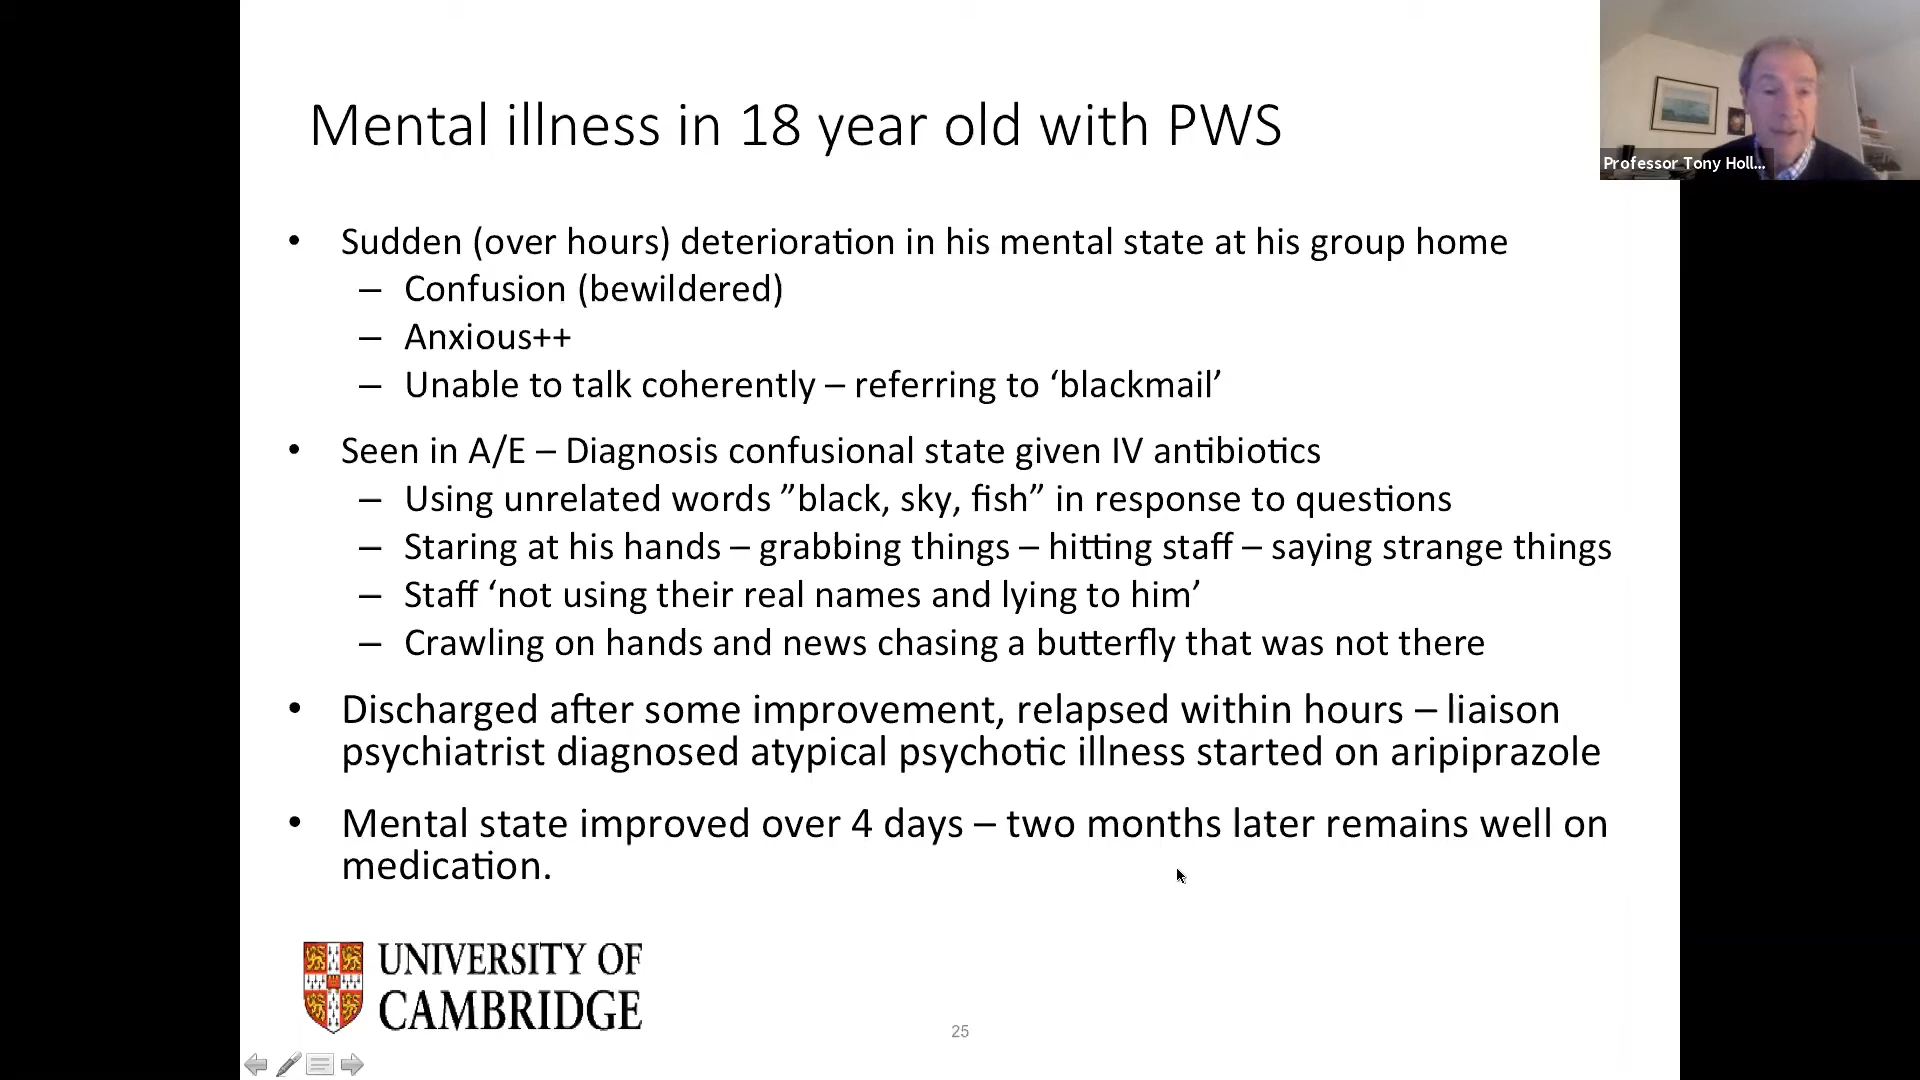 Mental illness in 18 year old with PWS
Professor Tony Holl...
• Sudden (over hours) deterioration in his mental state at his group home
– Confusion (bewildered)
– Anxious++
– Unable to talk coherently – referring to ‘blackmail’
• Seen in A/E – Diagnosis confusional state given IV antibiotics
– Using unrelated words ”black, sky, fish” in response to questions
– Staring at his hands – grabbing things – hitting staff – saying strange things
– Staff ‘not using their real names and lying to him’
– Crawling on hands and news chasing a butterfly that was not there
• Discharged after some improvement, relapsed within hours – liaison
psychiatrist diagnosed atypical psychotic illness started on aripiprazole
• Mental state improved over 4 days – two months later remains well on
medication.
UNIVERSITY OF
CAMBRIDGE
25